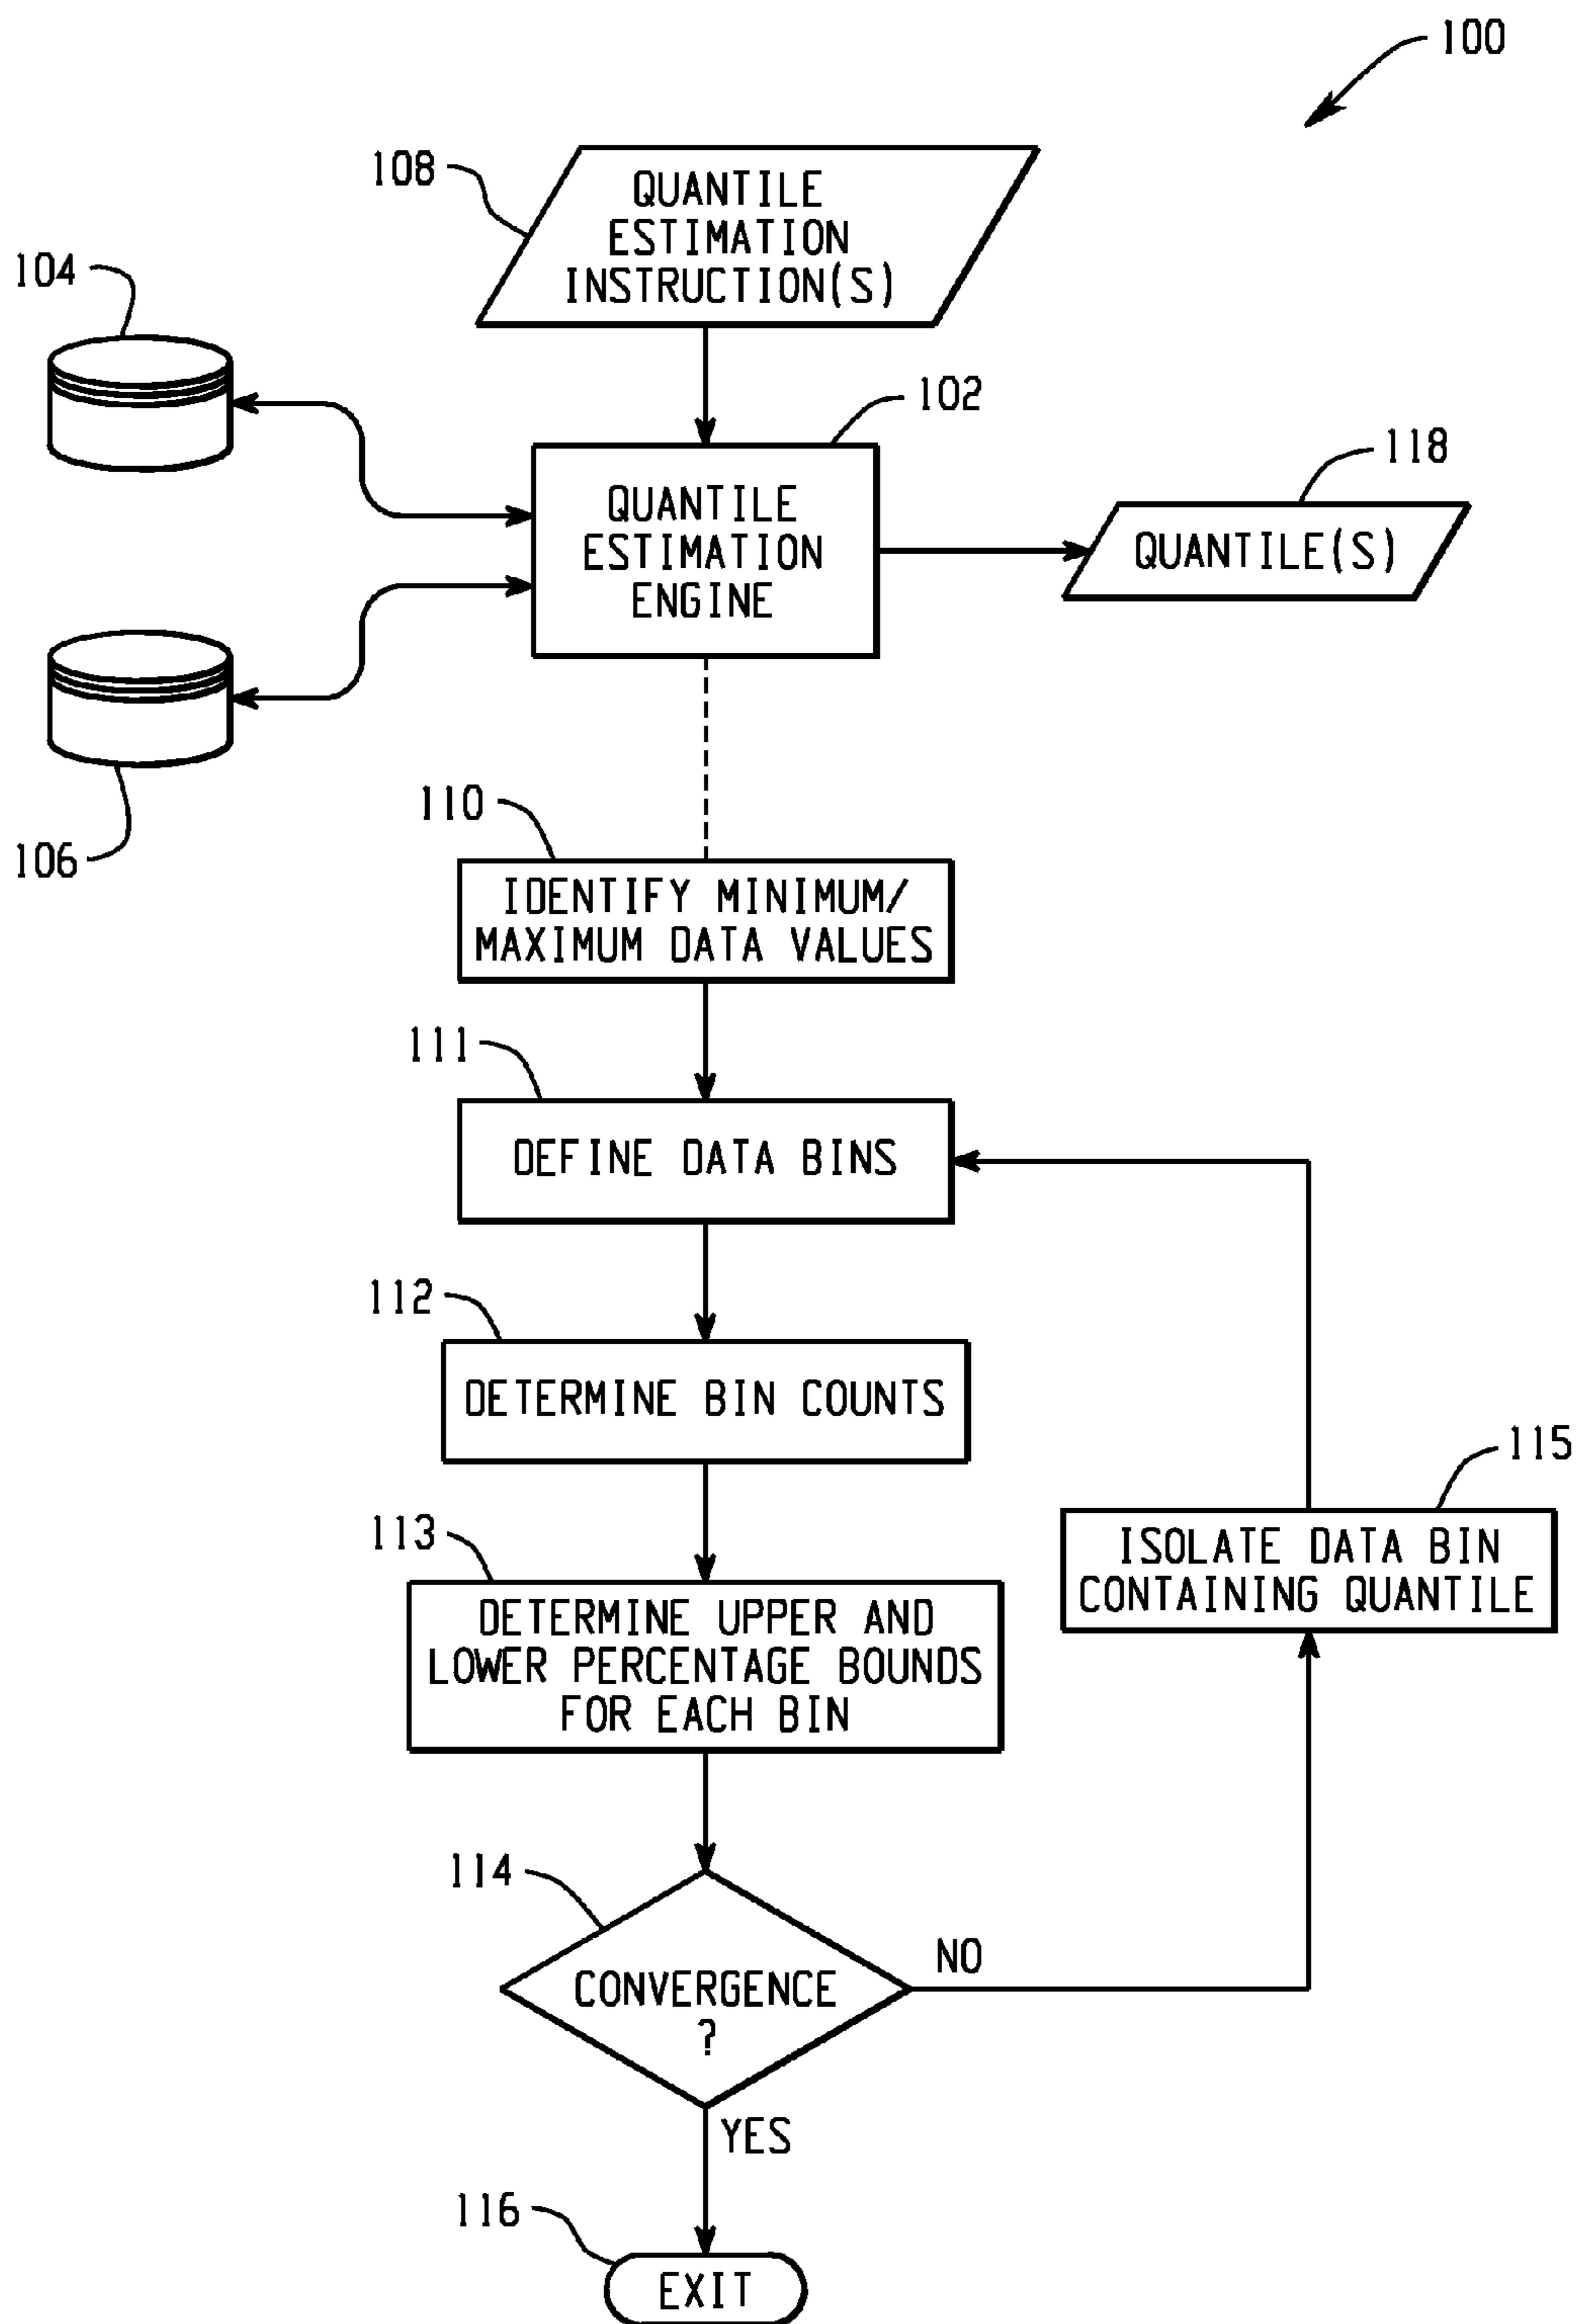 100
108
QUANTILE
ESTIMATION
INSTRUCTION(S)
104
102
118
QUANTILE
ESTIMATION
ENGINE
QUANTILE(S)
106
110
IDENTIFY MINIMUM/
MAXIMUM DATA VALUES
111
DEFINE DATA BINS
112
DETERMINE BIN COUNTS
115
113
ISOLATE DATA BIN
CONTAINING QUANTILE
DETERMINE UPPER AND
LOWER PERCENTAGE BOUNDS
FOR EACH BIN
114
NO
CONVERGENCE
?
YES
116
EXIT